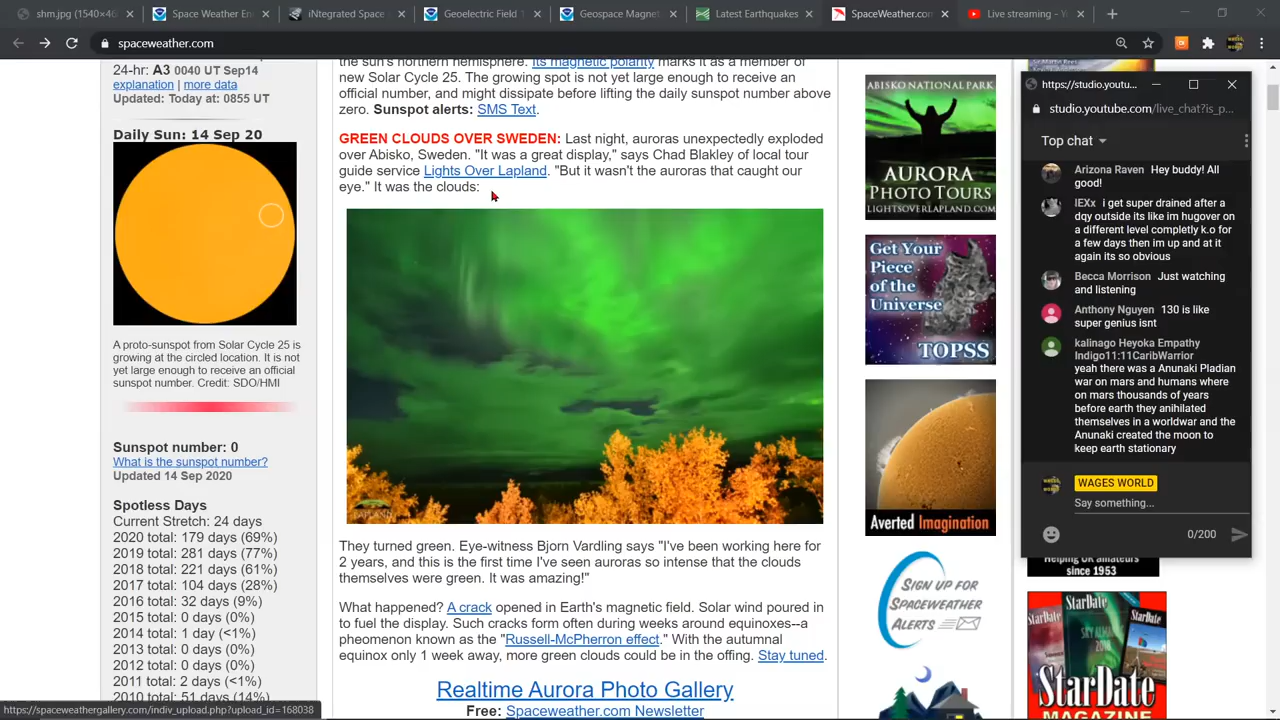 shm.jpg (1540×46
Space Weather En
iNtegrated Space
Geoelectric Field 1
Geospace Magnet
Latest Earthquakes
SpaceWeather.com
Live streaming - Yo
spaceweather.com
24-hr: A3 0040 UT Sep14
explanation | more data
Updated: Today at: 0855 UT
Daily Sun: 14 Sep 20
A proto-sunspot from Solar Cycle 25 is
growing at the circled location. It is not
yet large enough to receive an official
sunspot number. Credit: SDO/HMI
Sunspot number: 0
What is the sunspot number?
Updated 14 Sep 2020
Spotless Days
Current Stretch: 24 days
2020 total: 179 days (69%)
2019 total: 281 days (77%)
2018 total: 221 days (61%)
2017 total: 104 days (28%)
2016 total: 32 days (9%)
2015 total: 0 days (0%)
2014 total: 1 day (<1%)
2013 total: 0 days (0%)
2012 total: 0 days (0%)
2011 total: 2 days (<1%)
2010 total: 51 days (14%)
https://spaceweathergallery.com/indiv_upload.php?upload_id=168038
the sun's northern hemisphere. Its magnetic polarity marks it as a member of
new Solar Cycle 25. The growing spot is not yet large enough to receive an
official number, and might dissipate before lifting the daily sunspot number above
zero. Sunspot alerts: SMS Text.
GREEN CLOUDS OVER SWEDEN: Last night, auroras unexpectedly exploded
over Abisko, Sweden. "It was a great display," says Chad Blakley of local tour
guide service Lights Over Lapland. "But it wasn't the auroras that caught our
eye." It was the clouds:
LAPLAND
They turned green. Eye-witness Bjorn Vardling says "I've been working here for
2 years, and this is the first time I've seen auroras so intense that the clouds
themselves were green. It was amazing!"
What happened? A crack opened in Earth's magnetic field. Solar wind poured in
to fuel the display. Such cracks form often during weeks around equinoxes--a
pheomenon known as the "Russell-McPherron effect." With the autumnal
equinox only 1 week away, more green clouds could be in the offing. Stay tuned.
Realtime Aurora Photo Gallery
Free: Spaceweather.com Newsletter
ABISKO NATIONAL PARK
AURORA
PHOTO TOURS
LIGHTSOVERLAPLAND.COM
Get Your
Piece
of the
Universe
TOPSS
Averted Imagination
SIGN UP FOR
SPACEWEATHER
ALERTS
https://studio.youtu...
studio.youtube.com/live_chat?is_p...
Top chat
Arizona Raven Hey buddy! All
good!
IEXx i get super drained after a
dqy outside its like im hugover on
a different level completly k.o for
a few days then im up and at it
again its so obvious
Becca Morrison Just watching
and listening
Anthony Nguyen 130 is like
super genius isnt
kalinago Heyoka Empathy
Indigo11:11CaribWarrior
yeah there was a Anunaki Pladian
war on mars and humans where
on mars thousands of years
before earth they anihilated
themselves in a worldwar and the
Anunaki created the moon to
keep earth stationary
WAGES WORLD
Say something...
0/200
Helping UK amateurs
since 1953
StarDate
StarDate
StarDate
MAGAZINE